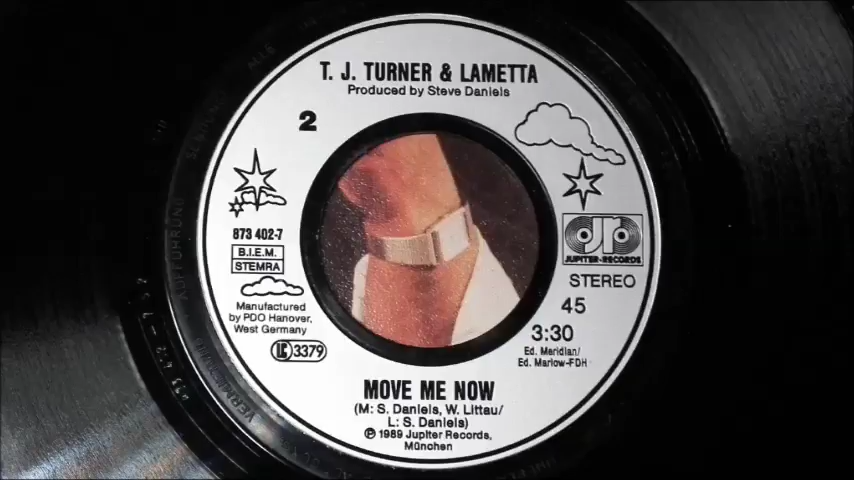 T. J. TURNER & LAMETTA
Produced by Steve Daniels
2
873 402-7
B.I.E.M.
STEMRA
Manufactured
by PDO Hanover,
West Germany
LC 3379
JUPITER-RECORDS
STEREO
45
3:30
Ed. Meridian/
Ed. Marlow-FDH
MOVE ME NOW
(M: S. Daniels, W. Littau/
L: S. Daniels)
℗ 1989 Jupiter Records,
München